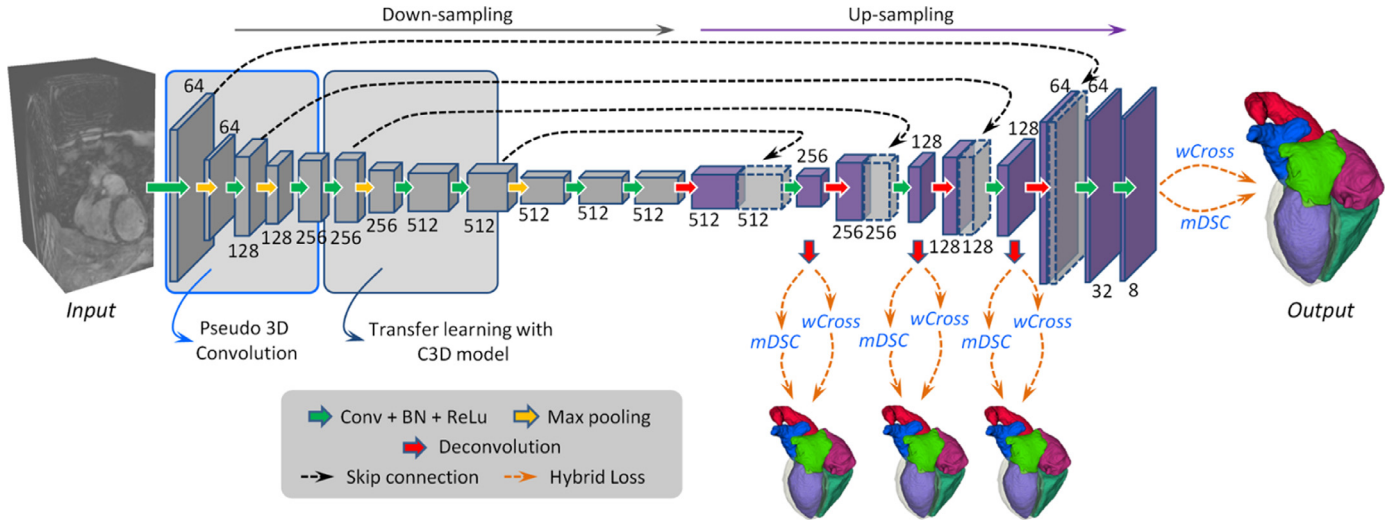 Down-sampling
Up-sampling
64
64
128
128
256
256
256
512
512
512
512
512
512
512
256
256
256
128
128
128
128
64
64
32
8
Input
Pseudo 3D
Convolution
Transfer learning with
C3D model
wCross
mDSC
Output
mDSC
wCross
mDSC
wCross
mDSC
wCross
Conv + BN + ReLu
Max pooling
Deconvolution
Skip connection
Hybrid Loss